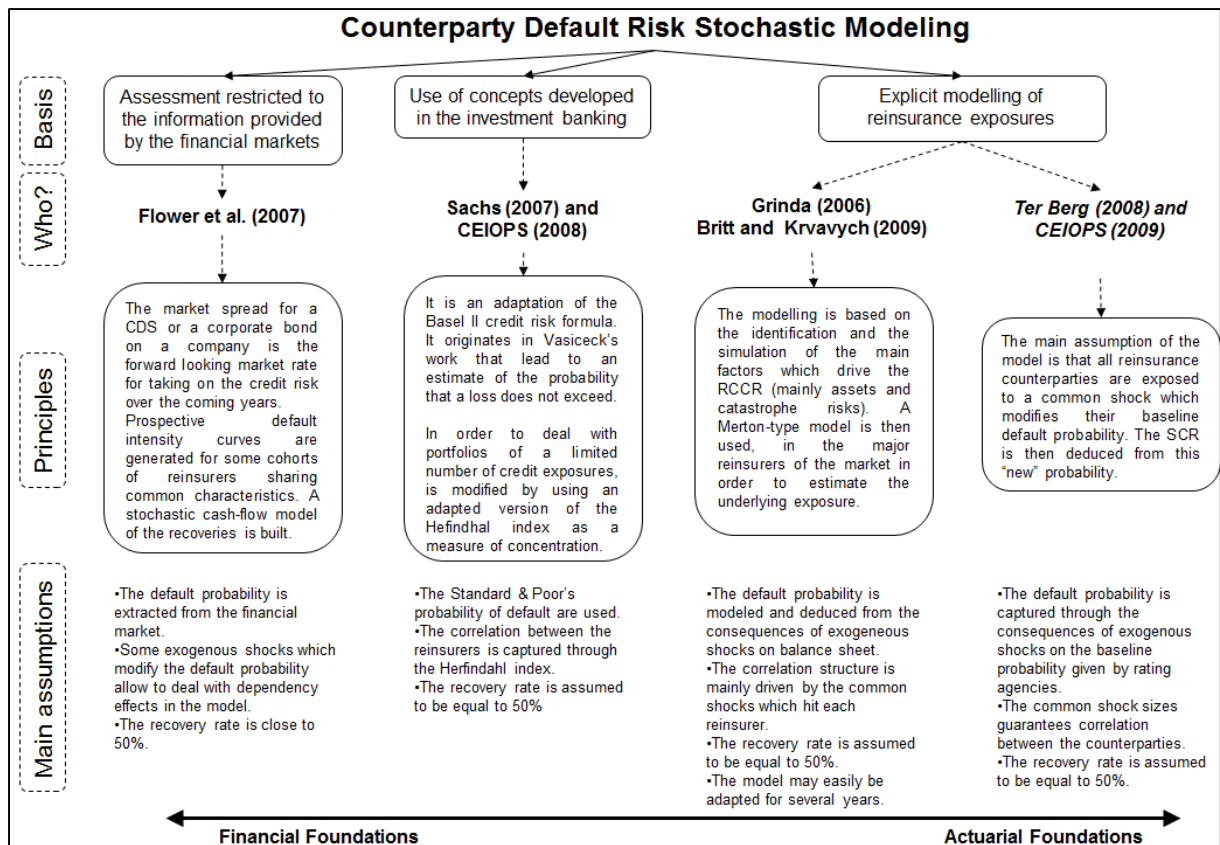 Counterparty Default Risk Stochastic Modeling
Basis
Assessment restricted to
the information provided
by the financial markets
Use of concepts developed
in the investment banking
Explicit modelling of
reinsurance exposures
Who?
Flower et al. (2007)
Sachs (2007) and
CEIOPS (2008)
Grinda (2006)
Britt and Krvavych (2009)
Ter Berg (2008) and
CEIOPS (2009)
Principles
The market spread for a
CDS or a corporate bond
on a company is the
forward looking market rate
for taking on the credit risk
over the coming years.
Prospective default
intensity curves are
generated for some cohorts
of reinsurers sharing
common characteristics. A
stochastic cash-flow model
of the recoveries is built.
It is an adaptation of the
Basel II credit risk formula.
It originates in Vasiceck's
work that lead to an
estimate of the probability
that a loss does not exceed.
In order to deal with
portfolios of a limited
number of credit exposures,
is modified by using an
adapted version of the
Hefindhal index as a
measure of concentration.
The modelling is based on
the identification and the
simulation of the main
factors which drive the
RCCR (mainly assets and
catastrophe risks). A
Merton-type model is then
used, in the major
reinsurers of the market in
order to estimate the
underlying exposure.
The main assumption of the
model is that all reinsurance
counterparties are exposed
to a common shock which
modifies their baseline
default probability. The SCR
is then deduced from this
"new" probability.
Main assumptions
•The default probability is
extracted from the financial
market.
•Some exogenous shocks which
modify the default probability
allow to deal with dependency
effects in the model.
•The recovery rate is close to
50%.
•The Standard & Poor's
probability of default are used.
•The correlation between the
reinsurers is captured through
the Herfindahl index.
•The recovery rate is assumed
to be equal to 50%
•The default probability is
modeled and deduced from the
consequences of exogeneous
shocks on balance sheet.
•The correlation structure is
mainly driven by the common
shocks which hit each
reinsurer.
•The recovery rate is assumed
to be equal to 50%.
•The model may easily be
adapted for several years.
•The default probability is
captured through the
consequences of exogenous
shocks on the baseline
probability given by rating
agencies.
•The common shock sizes
guarantees correlation
between the counterparties.
•The recovery rate is assumed
to be equal to 50%.
Financial Foundations
Actuarial Foundations